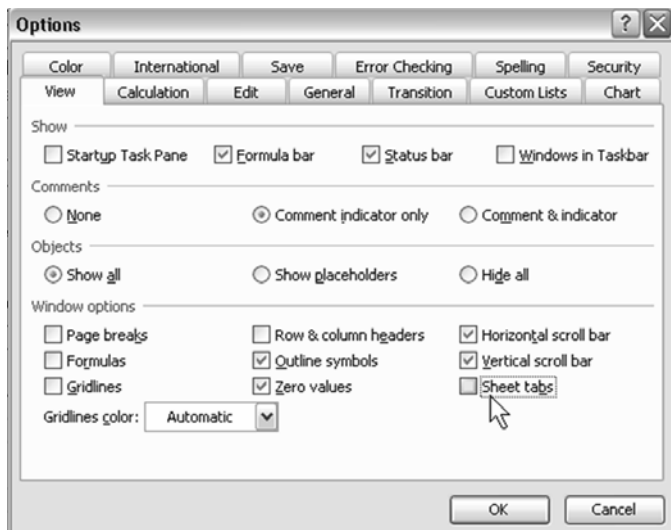 Options
Color International Save Error Checking Spelling Security
View Calculation Edit General Transition Custom Lists Chart
Show
Startup Task Pane Formula bar Status bar Windows in Taskbar
Comments
None Comment indicator only Comment & indicator
Objects
Show all Show placeholders Hide all
Window options
Page breaks Row & column headers Horizontal scroll bar
Formulas Outline symbols Vertical scroll bar
Gridlines Zero values Sheet tabs
Gridlines color: Automatic
OK Cancel